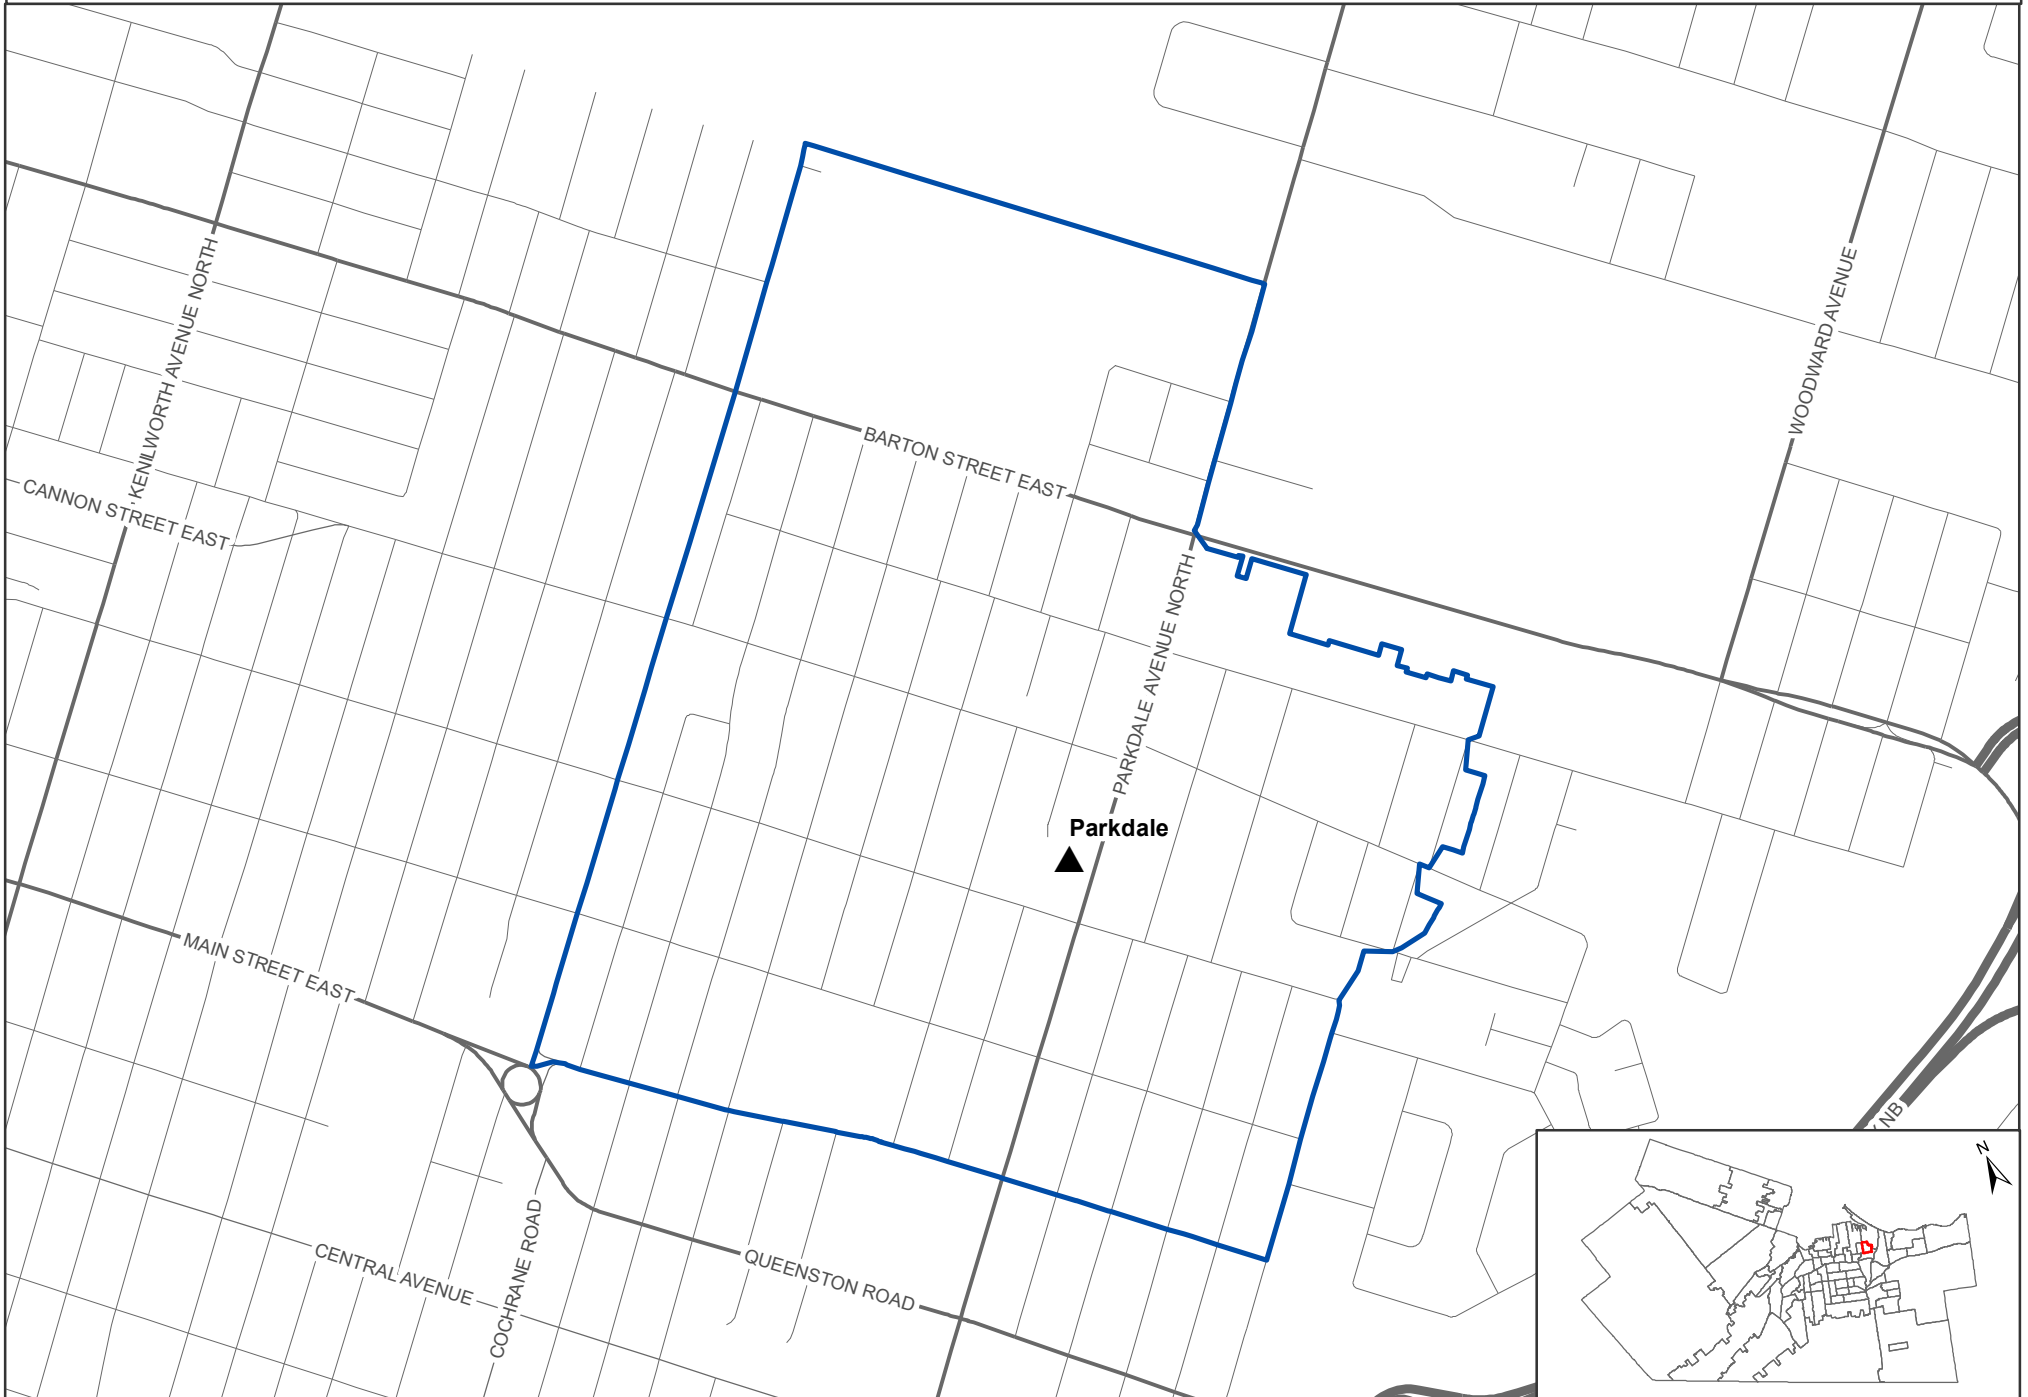 KENILWORTH AVENUE NORTH
WOODWARD AVENUE
BARTON STREET EAST
CANNON STREET EAST
PARKDALE AVENUE NORTH
Parkdale
MAIN STREET EAST
NB
N
CENTRAL AVENUE
COCHRANE ROAD
QUEENSTON ROAD